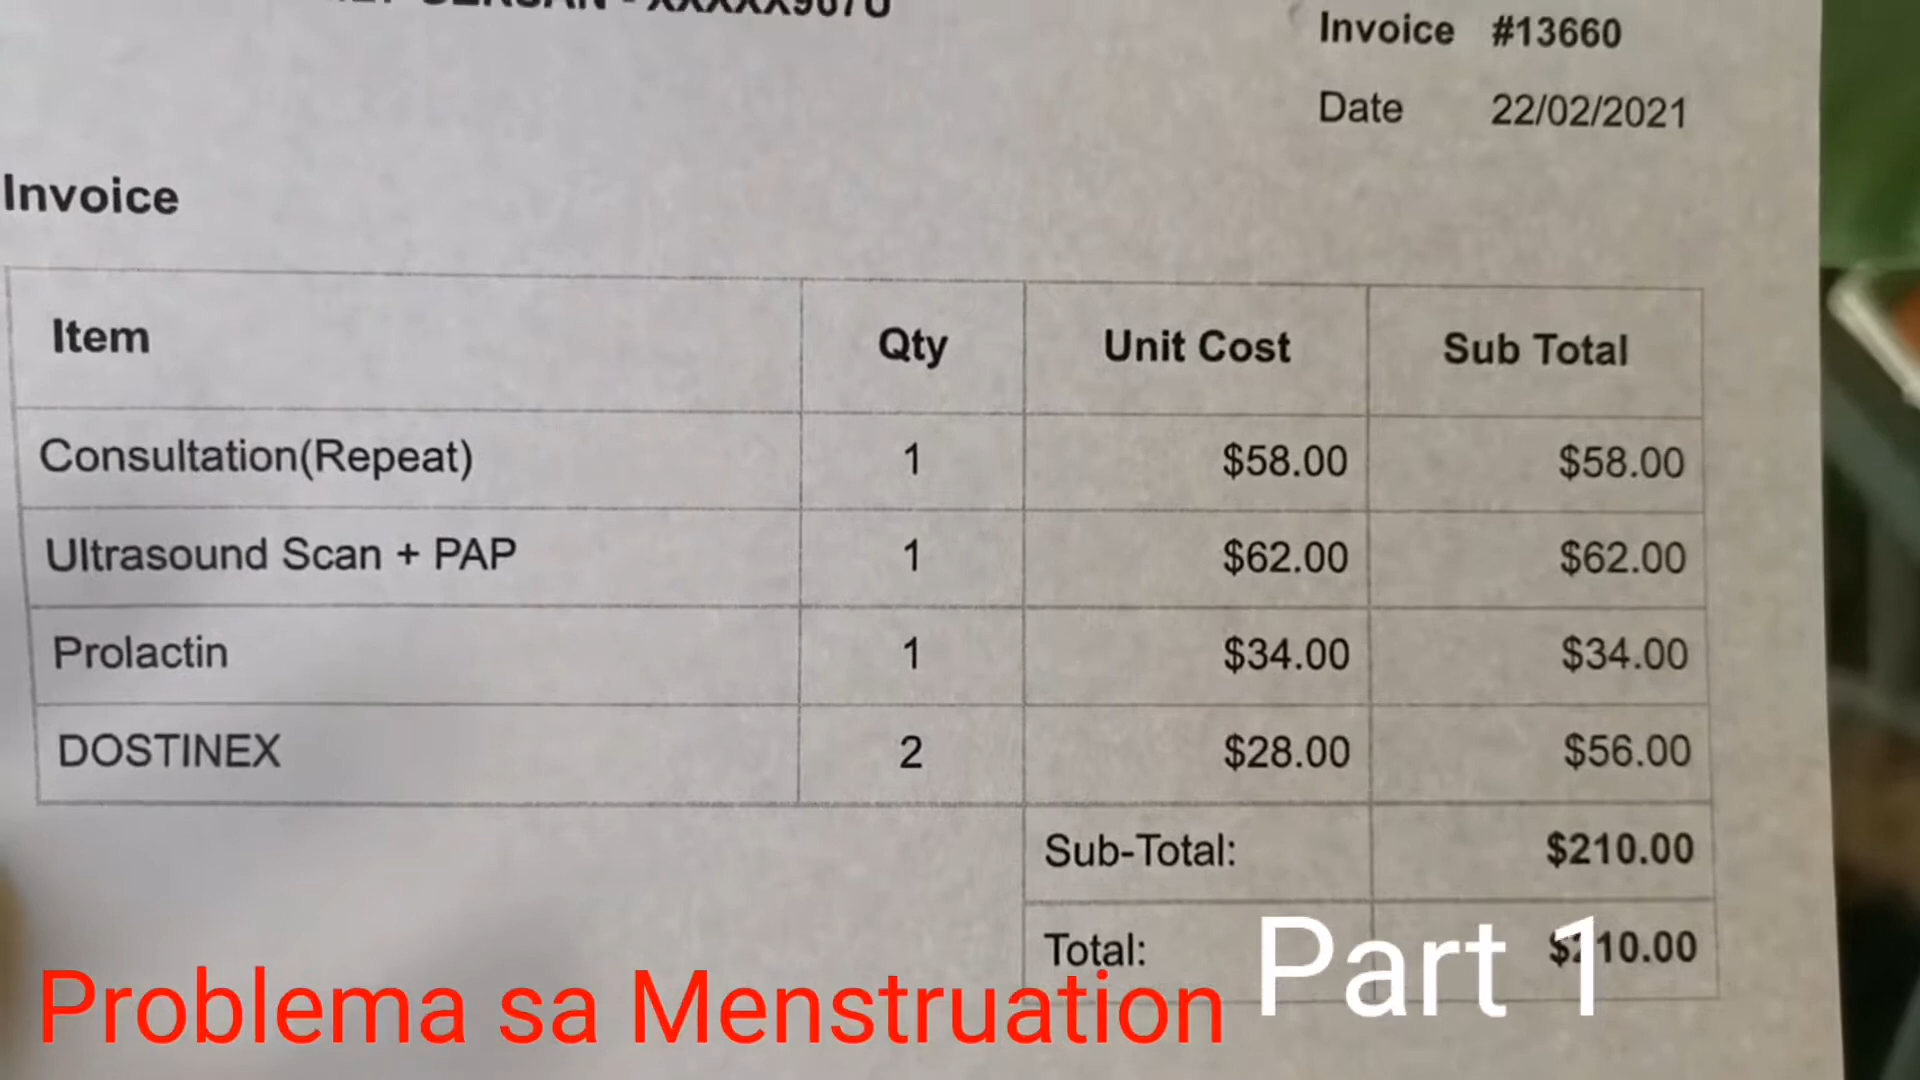 Invoice #13660
Date 22/02/2021
Invoice
Item Qty Unit Cost Sub Total
Consultation(Repeat) 1 $58.00 $58.00
Ultrasound Scan + PAP 1 $62.00 $62.00
Prolactin 1 $34.00 $34.00
DOSTINEX 2 $28.00 $56.00
Sub-Total: $210.00
Total: $210.00
Problema sa Menstruation Part 1